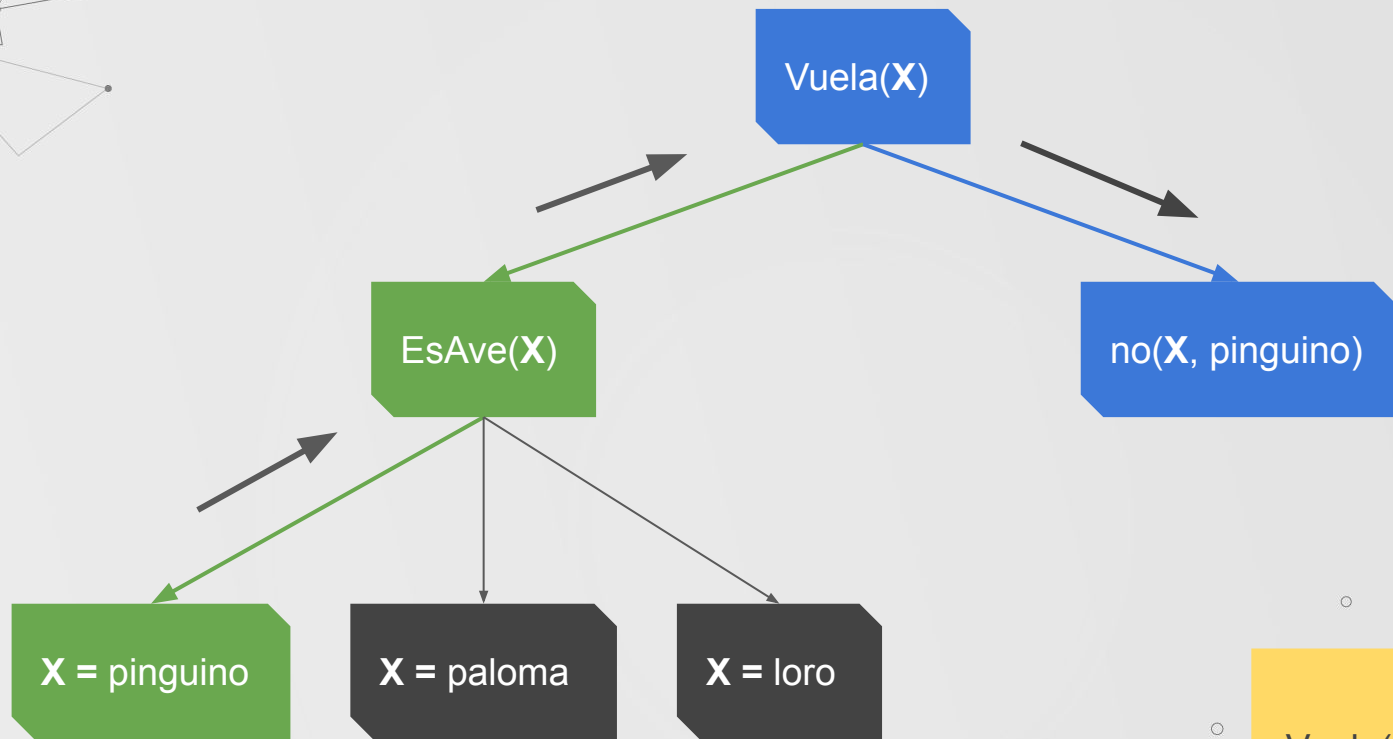 Vuela(X)
EsAve(X)
no(X, pinguino)
X = pinguino
X = paloma
X = loro